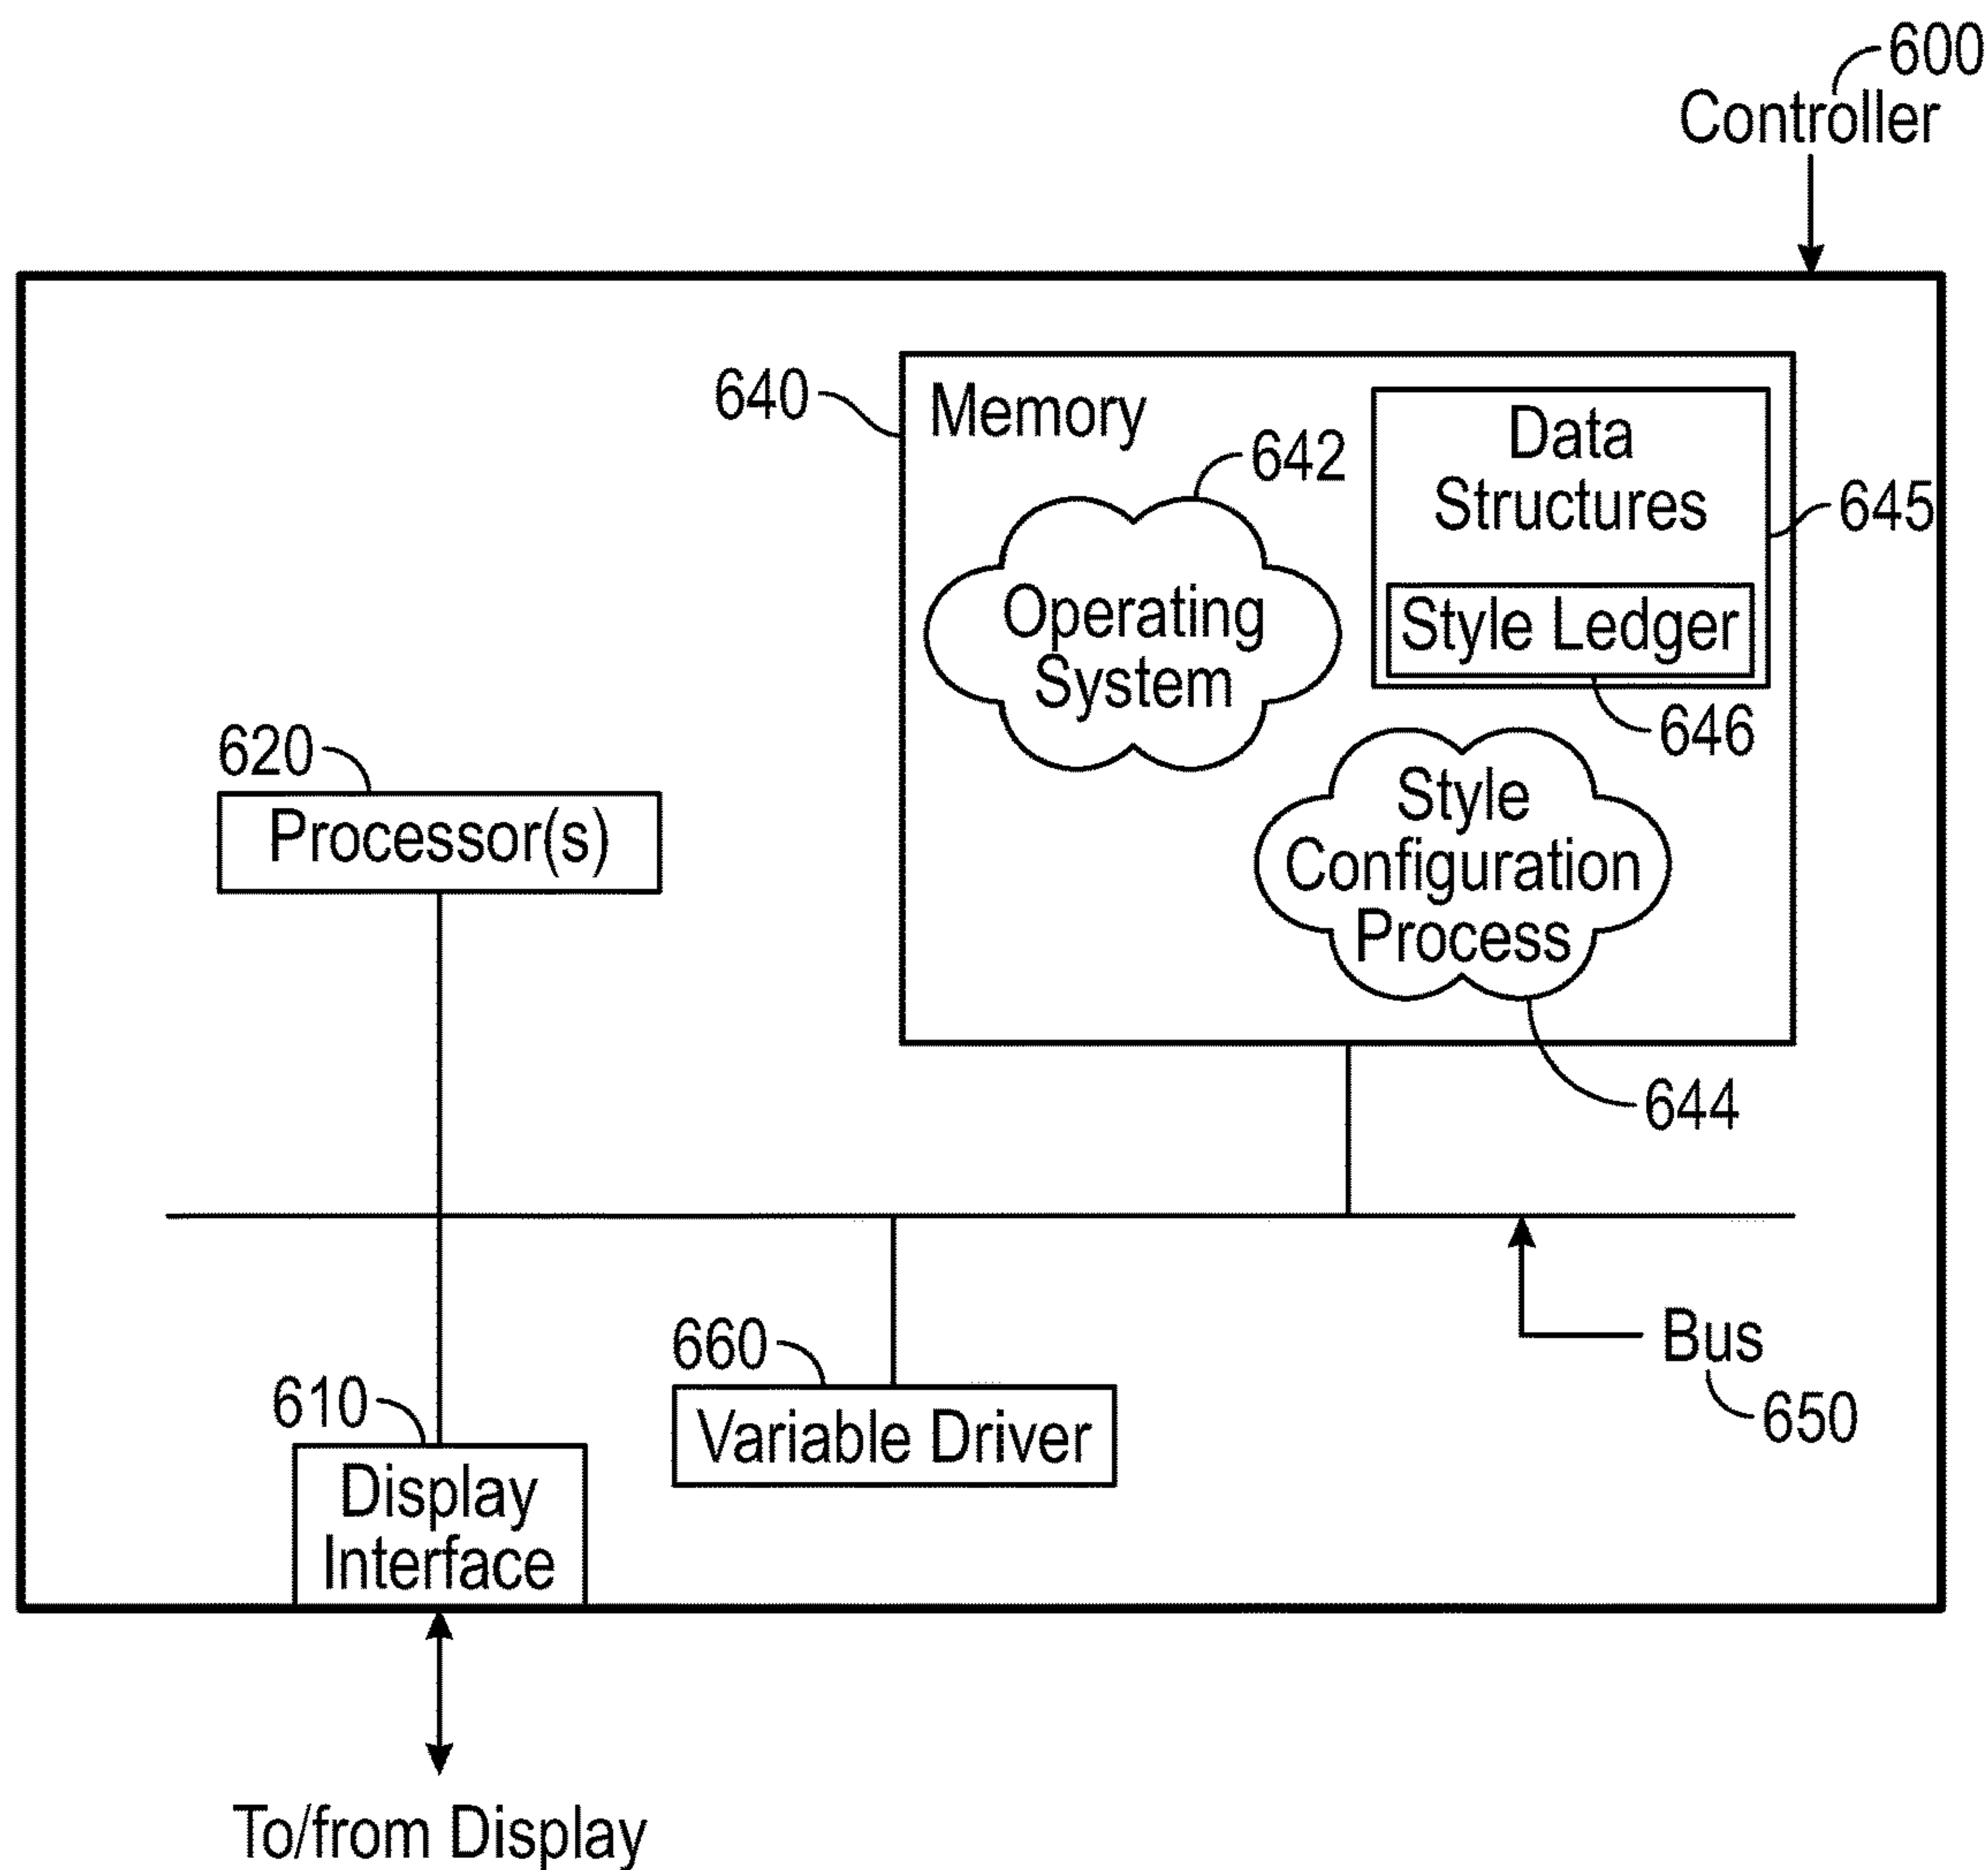 600
Controller
640
Memory
642
Data
Structures
645
Style Ledger
646
Operating
System
620
Processor(s)
Style
Configuration
Process
644
660
Variable Driver
Bus
650
610
Display
Interface
To/from Display